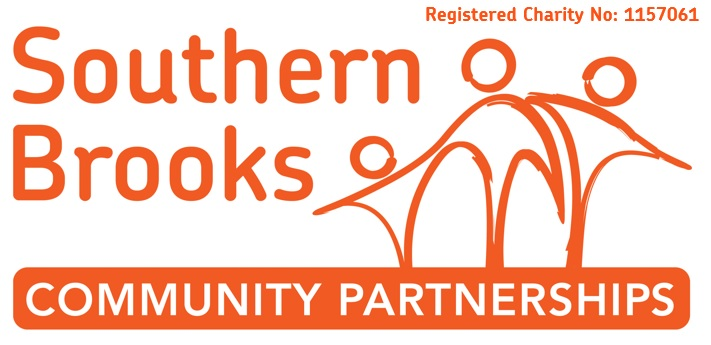 Registered Charity No: 1157061
Southern
Brooks
COMMUNITY PARTNERSHIPS